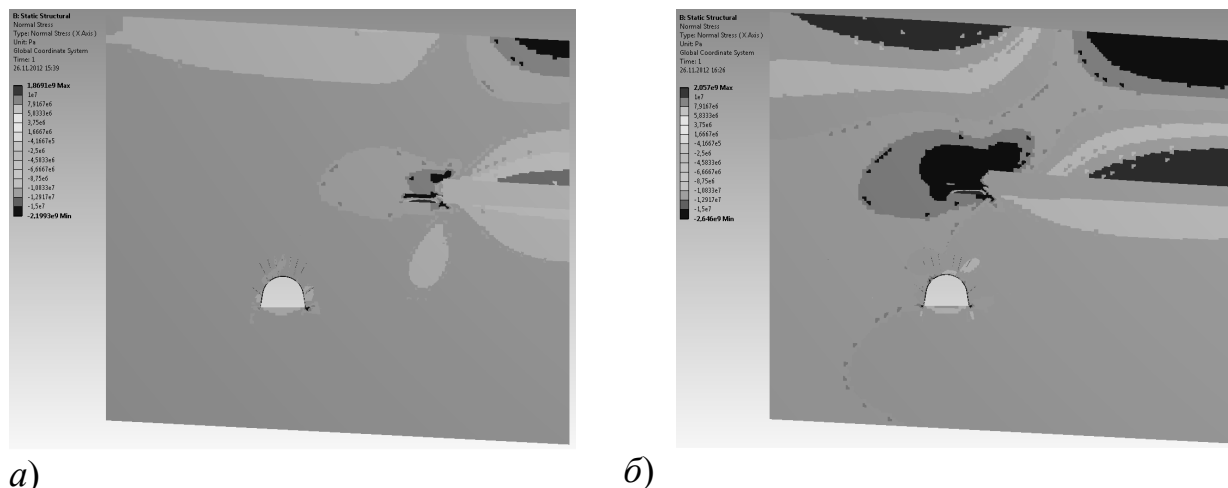 B: Static Structural
Normal Stress
Type: Normal Stress ( X Axis )
Unit: Pa
Global Coordinate System
Time: 1
26.11.2012 15:39
1,8691e9 Max
1e7
7,9167e6
5,8333e6
3,75e6
1,6667e6
-4,1667e5
-2,5e6
-4,5833e6
-6,6667e6
-8,75e6
-1,0833e7
-1,2917e7
-1,5e7
-2,1993e9 Min
а)
B: Static Structural
Normal Stress
Type: Normal Stress ( X Axis )
Unit: Pa
Global Coordinate System
Time: 1
26.11.2012 16:26
2,057e9 Max
1e7
7,9167e6
5,8333e6
3,75e6
1,6667e6
-4,1667e5
-2,5e6
-4,5833e6
-6,6667e6
-8,75e6
-1,0833e7
-1,2917e7
-1,5e7
-2,646e9 Min
б)